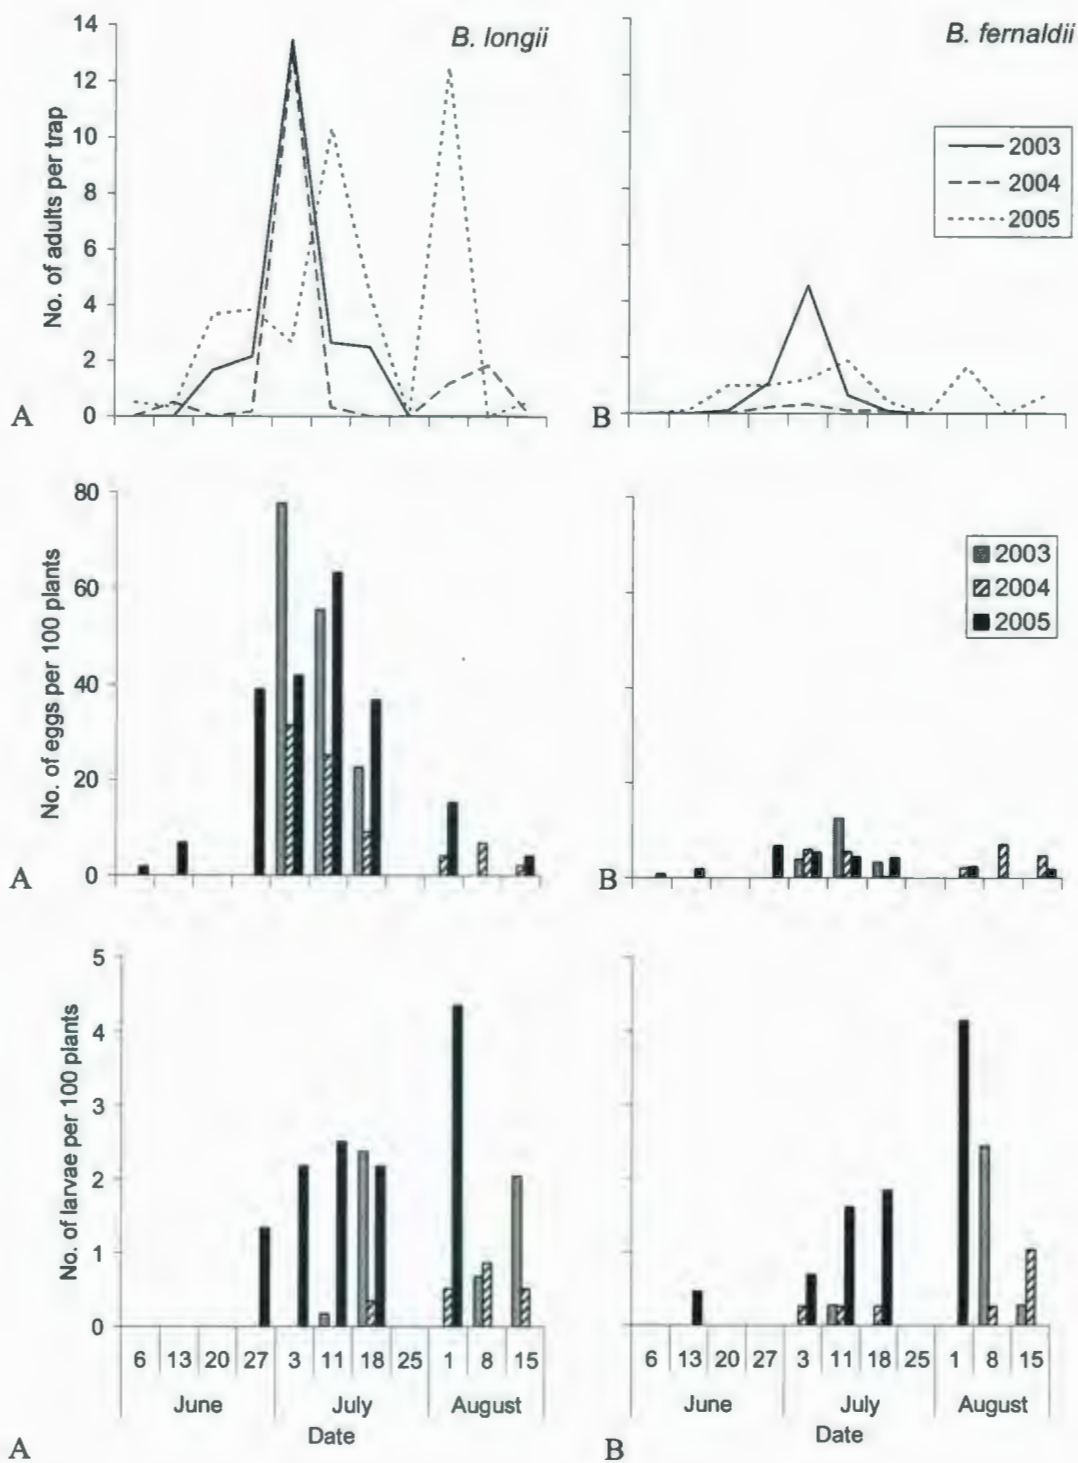 B. longii
B. fernaldii
No. of adults per trap
14
12
10
8
6
4
2
0
2003
2004
2005
A
B
No. of eggs per 100 plants
80
60
40
20
0
2003
2004
2005
A
B
No. of larvae per 100 plants
5
4
3
2
1
0
6 13 20 27 3 11 18 25 1 8 15
June July August
Date
6 13 20 27 3 11 18 25 1 8 15
June July August
Date
A
B